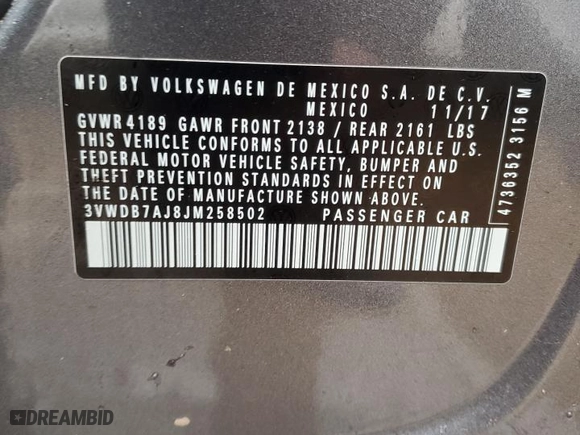 MFD BY VOLKSWAGEN DE MEXICO S.A. DE C.V.
MEXICO 11/17
GVWR 4189 GAWR FRONT 2138 / REAR 2161 LBS
THIS VEHICLE CONFORMS TO ALL APPLICABLE U.S.
FEDERAL MOTOR VEHICLE SAFETY, BUMPER AND
THEFT PREVENTION STANDARDS IN EFFECT ON
THE DATE OF MANUFACTURE SHOWN ABOVE.
3VWDB7AJ8JM258502 PASSENGER CAR
4736352 3156 M
DREAMBID